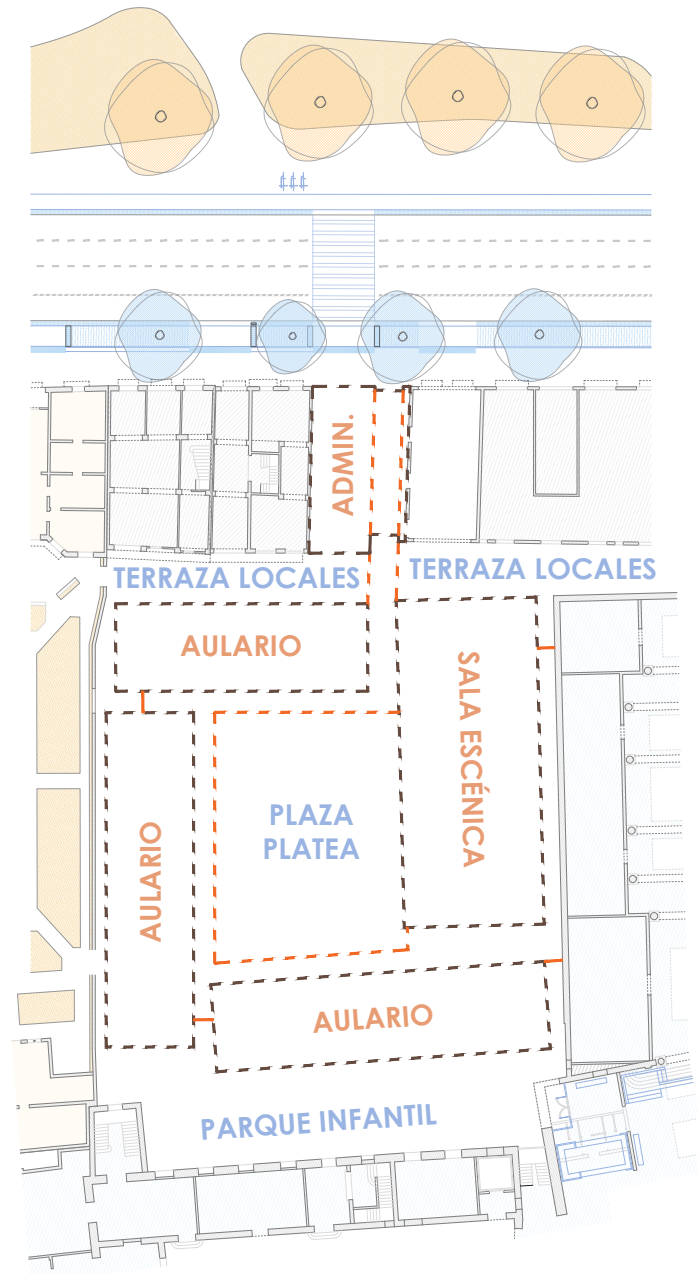 ADMIN.
TERRAZA LOCALES
TERRAZA LOCALES
AULARIO
SALA ESCÉNICA
PLAZA
PLATEA
AULARIO
AULARIO
PARQUE INFANTIL